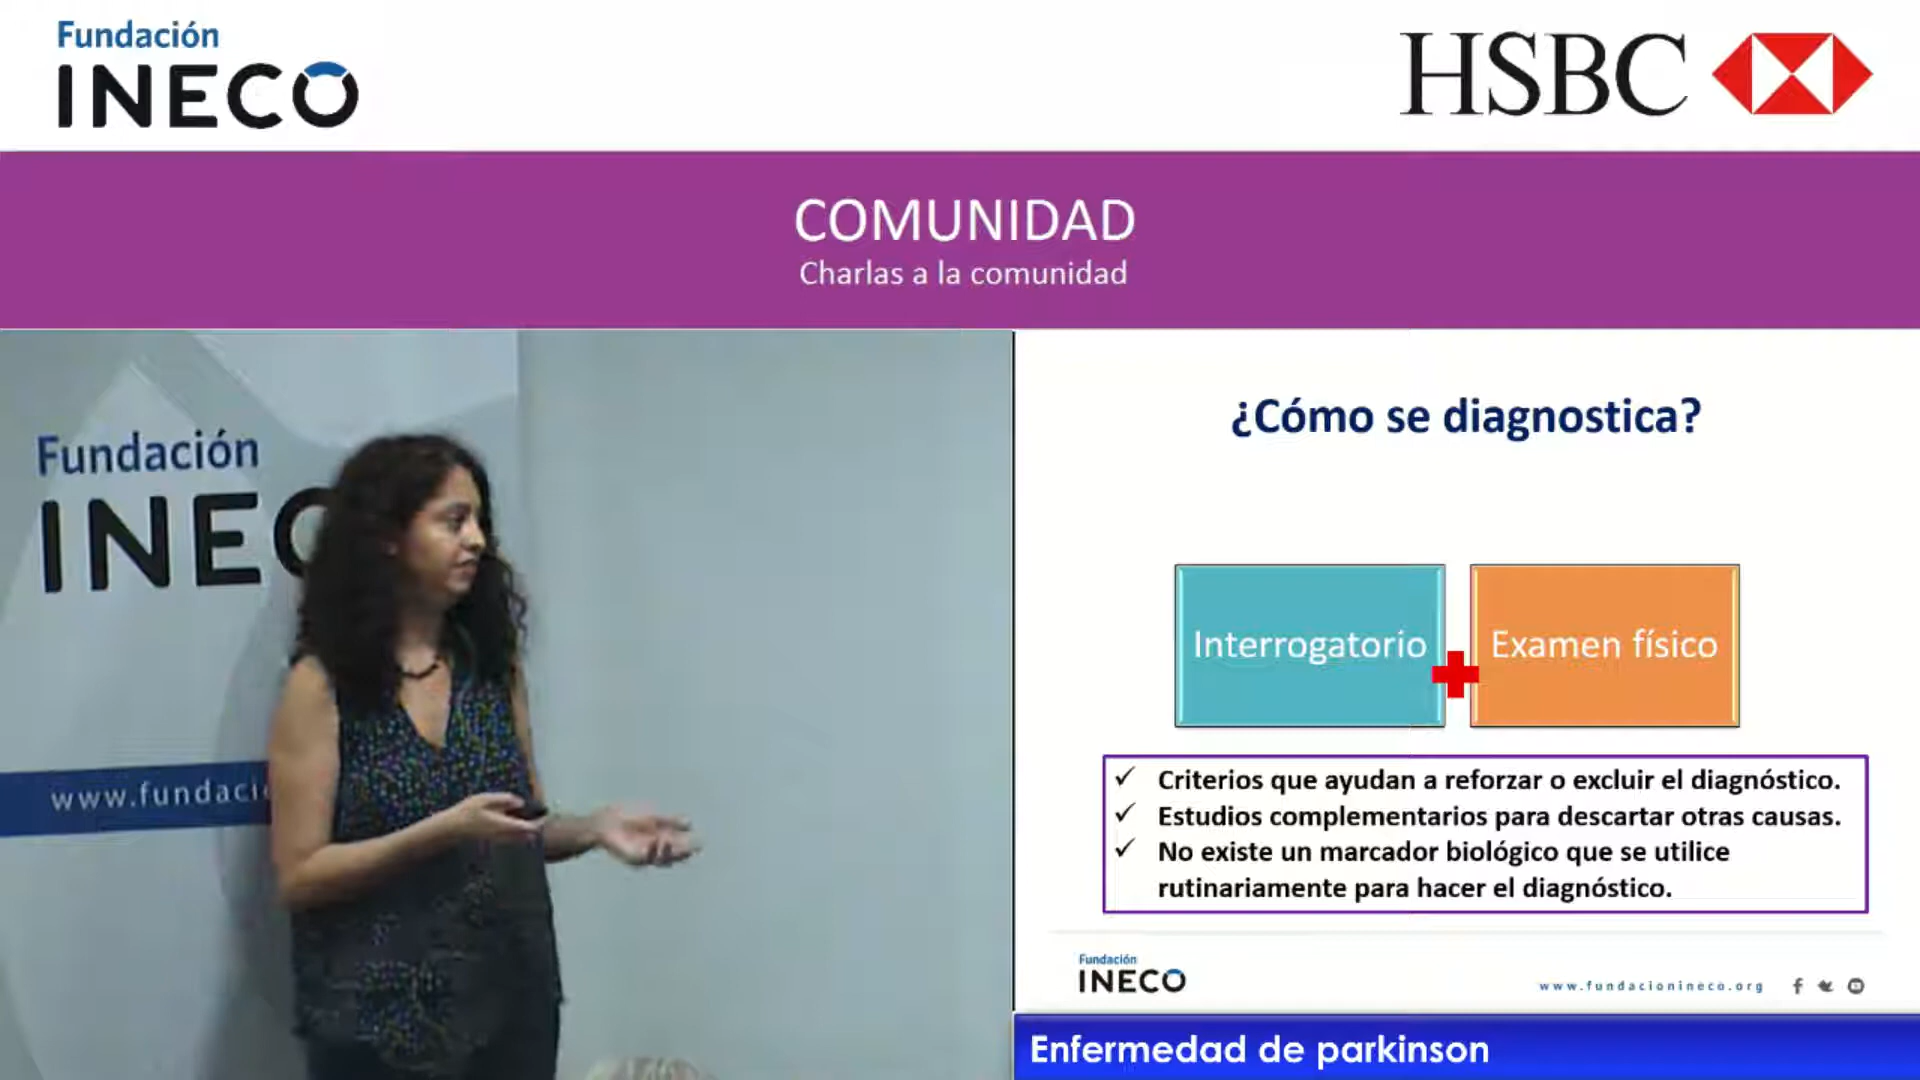 Fundación
INECO
HSBC
COMUNIDAD
Charlas a la comunidad
Fundación
INEC
www.fundaci
¿Cómo se diagnostica?
Interrogatorio
Examen físico
✓ Criterios que ayudan a reforzar o excluir el diagnóstico.
✓ Estudios complementarios para descartar otras causas.
✓ No existe un marcador biológico que se utilice
rutinariamente para hacer el diagnóstico.
Fundación
INECO
www.fundacionineco.org
Enfermedad de parkinson